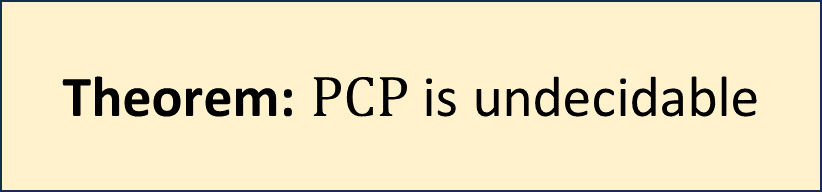 Theorem: PCP is undecidable